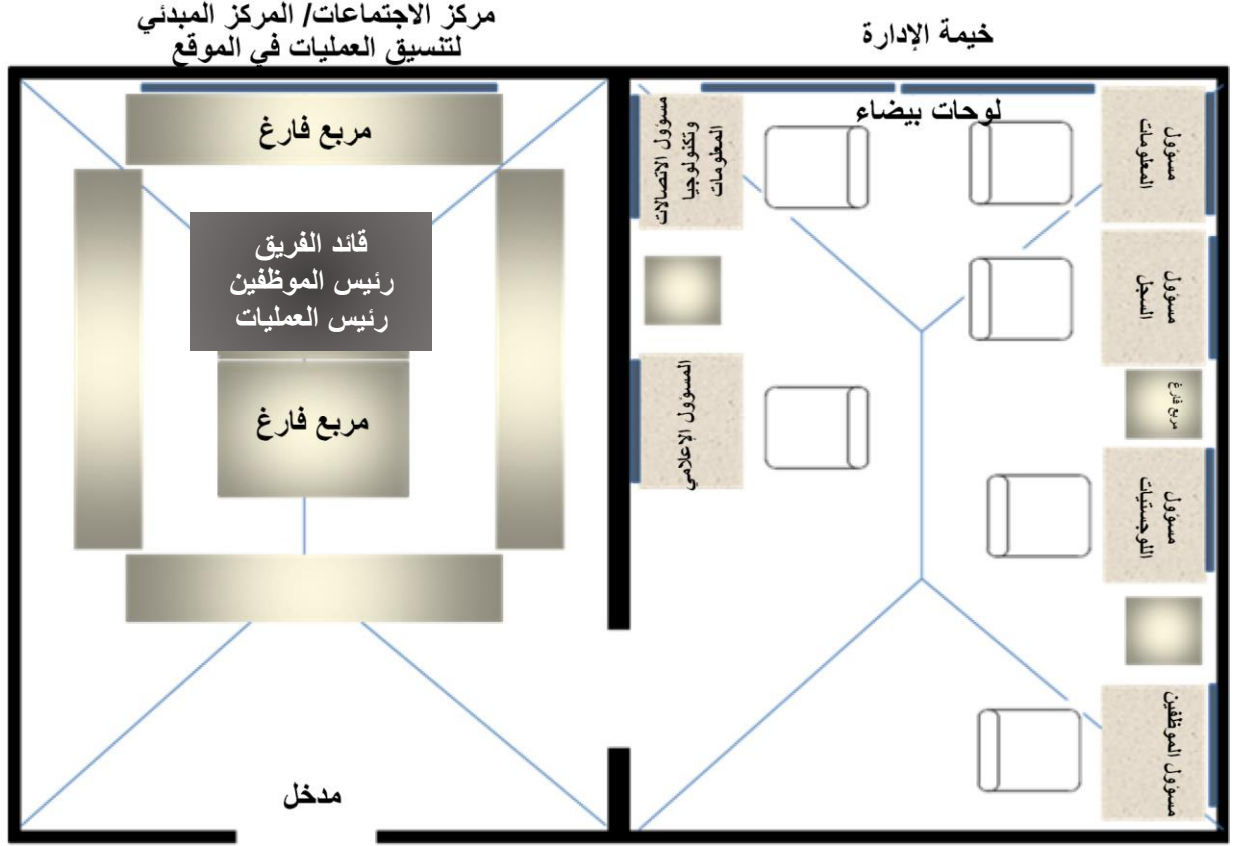 مركز الاجتماعات/ المركز المبدئي
لتنسيق العمليات في الموقع
خيمة الإدارة
لوحات بيضاء
مسؤول
المعلومات
مسؤول
السجل
مربع فارغ
مسؤول
اللوجستيات
مسؤول الموظفين
مسؤول الاتصالات
وتكنولوجيا
المعلومات
المسؤول الإعلامي
مربع فارغ
قائد الفريق
رئيس الموظفين
رئيس العمليات
مربع فارغ
مدخل